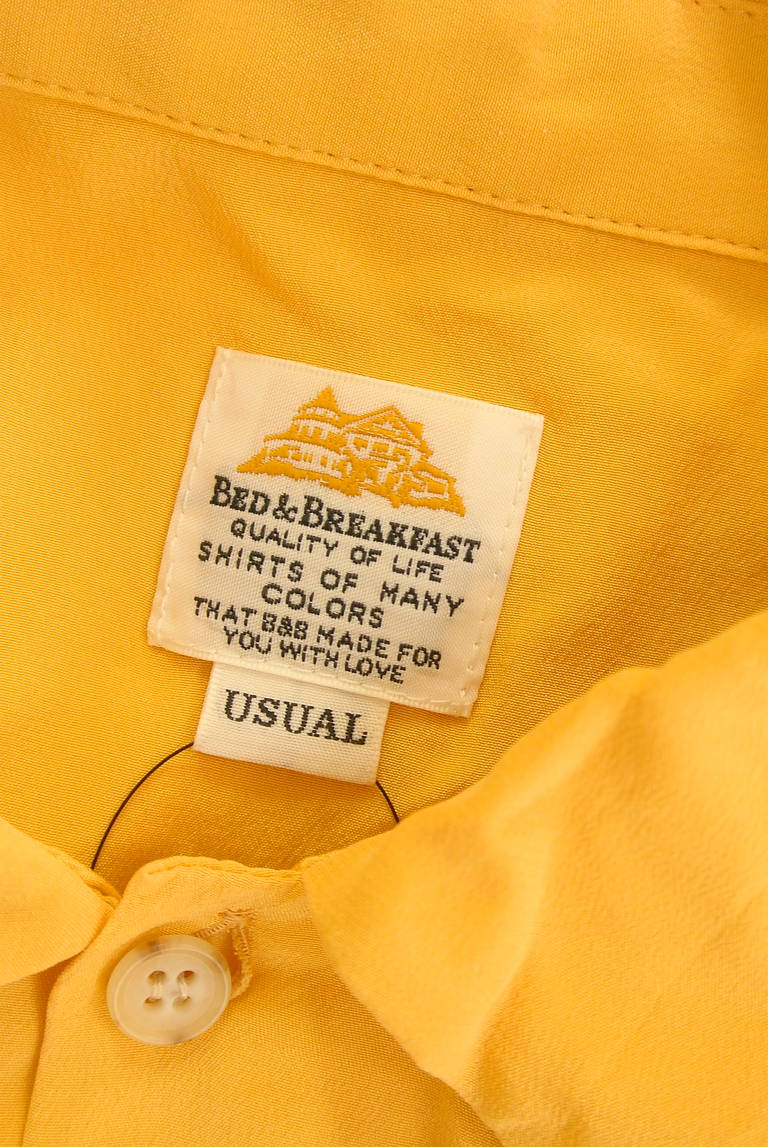 BED & BREAKFAST
QUALITY OF LIFE
SHIRTS OF MANY
COLORS
THAT B&B MADE FOR
YOU WITH LOVE
USUAL